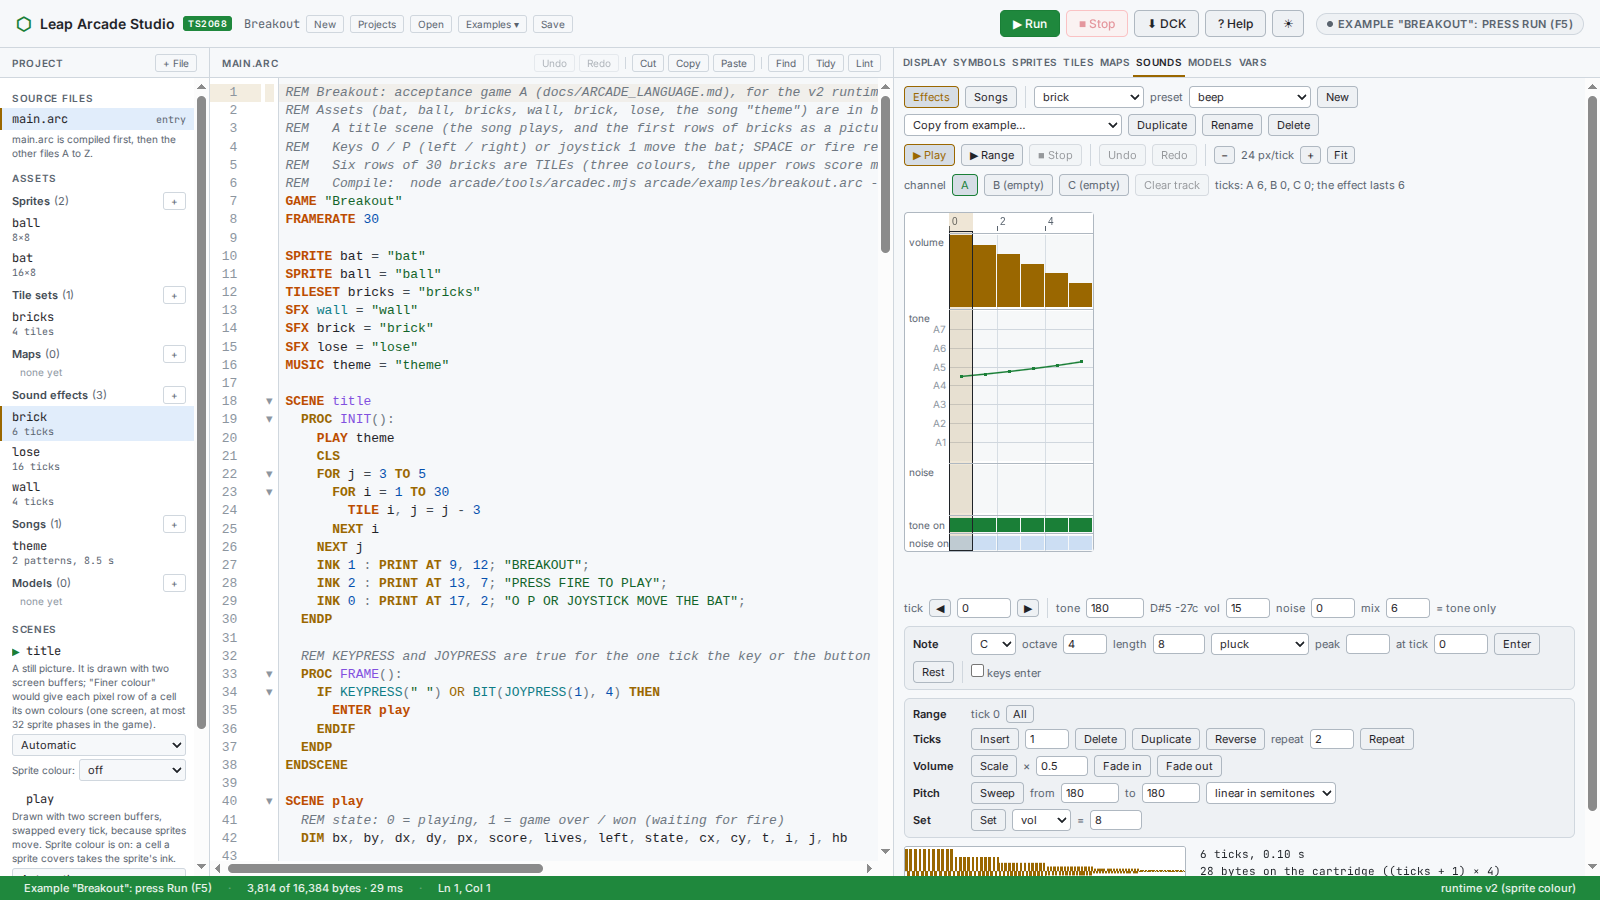 Leap Arcade Studio TS2068 Breakout New Projects Open Examples ▾ Save ▶ Run ■ Stop ⬇ DCK ? Help ☀ ● EXAMPLE "BREAKOUT": PRESS RUN (F5)
PROJECT + File
SOURCE FILES
main.arc entry
main.arc is compiled first, then the
other files A to Z.
ASSETS
Sprites (2) +
ball
8×8
bat
16×8
Tile sets (1) +
bricks
4 tiles
Maps (0) +
none yet
Sound effects (3) +
brick
6 ticks
lose
16 ticks
wall
4 ticks
Songs (1) +
theme
2 patterns, 8.5 s
Models (0) +
none yet
SCENES
▶ title
A still picture. It is drawn with two
screen buffers; "Finer colour"
would give each pixel row of a cell
its own colours (one screen, at most
32 sprite phases in the game).
Automatic
Sprite colour: off
play
Drawn with two screen buffers,
swapped every tick, because sprites
move. Sprite colour is on: a cell a
sprite covers takes the sprite's ink.
MAIN.ARC Undo Redo Cut Copy Paste Find Tidy Lint
1 REM Breakout: acceptance game A (docs/ARCADE_LANGUAGE.md), for the v2 runtim
2 REM Assets (bat, ball, bricks, wall, brick, lose, the song "theme") are in b
3 REM   A title scene (the song plays, and the first rows of bricks as a pictu
4 REM   Keys O / P (left / right) or joystick 1 move the bat; SPACE or fire re
5 REM   Six rows of 30 bricks are TILEs (three colours, the upper rows score m
6 REM   Compile:  node arcade/tools/arcadec.mjs arcade/examples/breakout.arc -
7 GAME "Breakout"
8 FRAMERATE 30
9
10 SPRITE bat = "bat"
11 SPRITE ball = "ball"
12 TILESET bricks = "bricks"
13 SFX wall = "wall"
14 SFX brick = "brick"
15 SFX lose = "lose"
16 MUSIC theme = "theme"
17
18 ▼ SCENE title
19 ▼   PROC INIT():
20     PLAY theme
21     CLS
22 ▼     FOR j = 3 TO 5
23 ▼       FOR i = 1 TO 30
24         TILE i, j = j - 3
25       NEXT i
26     NEXT j
27     INK 1 : PRINT AT 9, 12; "BREAKOUT";
28     INK 2 : PRINT AT 13, 7; "PRESS FIRE TO PLAY";
29     INK 0 : PRINT AT 17, 2; "O P OR JOYSTICK MOVE THE BAT";
30   ENDP
31
32   REM KEYPRESS and JOYPRESS are true for the one tick the key or the button
33 ▼   PROC FRAME():
34 ▼     IF KEYPRESS(" ") OR BIT(JOYPRESS(1), 4) THEN
35       ENTER play
36     ENDIF
37   ENDP
38 ENDSCENE
39
40 ▼ SCENE play
41   REM state: 0 = playing, 1 = game over / won (waiting for fire)
42   DIM bx, by, dx, dy, px, score, lives, left, state, cx, cy, t, i, j, hb
43
DISPLAY SYMBOLS SPRITES TILES MAPS SOUNDS MODELS VARS
Effects Songs brick preset beep New
Copy from example... Duplicate Rename Delete
▶ Play ▶ Range ■ Stop Undo Redo − 24 px/tick + Fit
channel A B (empty) C (empty) Clear track ticks: A 6, B 0, C 0; the effect lasts 6
0 2 4
volume
tone
A7
A6
A5
A4
A3
A2
A1
noise
tone on
noise on
tick ◀ 0 ▶ tone 180 D#5 -27c vol 15 noise 0 mix 6 = tone only
Note C octave 4 length 8 pluck peak at tick 0 Enter
Rest keys enter
Range tick 0 All
Ticks Insert 1 Delete Duplicate Reverse repeat 2 Repeat
Volume Scale × 0.5 Fade in Fade out
Pitch Sweep from 180 to 180 linear in semitones
Set Set vol = 8
6 ticks, 0.10 s
28 bytes on the cartridge ((ticks + 1) × 4)
Example "Breakout": press Run (F5) · 3,814 of 16,384 bytes · 29 ms · Ln 1, Col 1 runtime v2 (sprite colour)